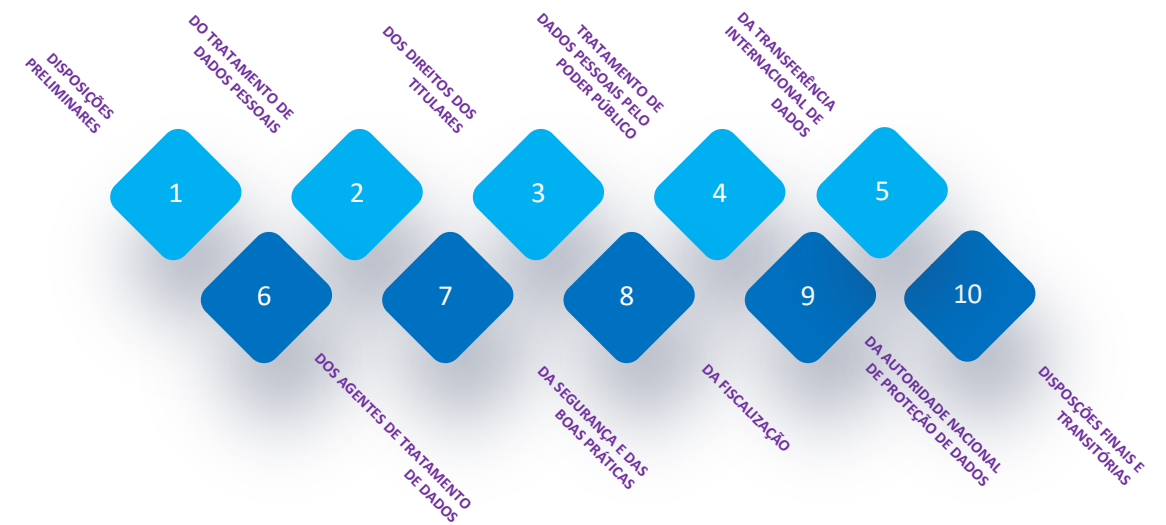 DISPOSIÇÕES
PRELIMINARES
DO TRATAMENTO DE
DADOS PESSOAIS
DOS DIREITOS DOS
TITULARES
TRATAMENTO DE
DADOS PESSOAIS PELO
PODER PÚBLICO
DA TRANSFERÊNCIA
INTERNACIONAL DE
DADOS
1
2
3
4
5
6
7
8
9
10
DOS AGENTES DE TRATAMENTO
DE DADOS
DA SEGURANÇA E DAS
BOAS PRÁTICAS
DA FISCALIZAÇÃO
DA AUTORIDADE NACIONAL
DE PROTEÇÃO DE DADOS
DISPOSÇÕES FINAIS E
TRANSITÓRIAS